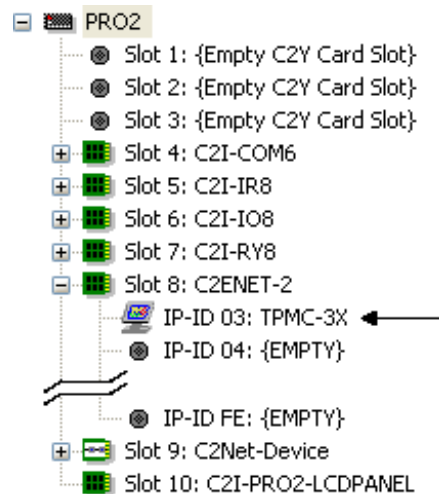 PRO2
Slot 1: {Empty C2Y Card Slot}
Slot 2: {Empty C2Y Card Slot}
Slot 3: {Empty C2Y Card Slot}
Slot 4: C2I-COM6
Slot 5: C2I-IR8
Slot 6: C2I-IO8
Slot 7: C2I-RY8
Slot 8: C2ENET-2
IP-ID 03: TPMC-3X
IP-ID 04: {EMPTY}
IP-ID FE: {EMPTY}
Slot 9: C2Net-Device
Slot 10: C2I-PRO2-LCDPANEL